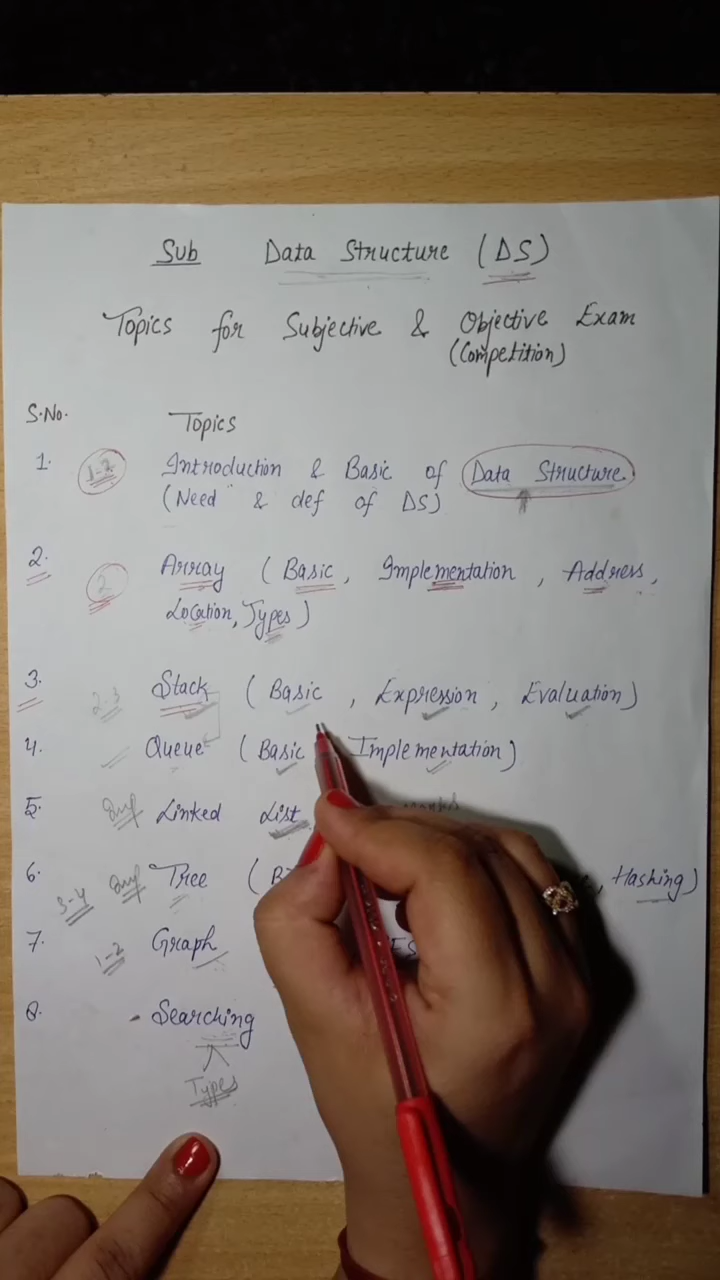 Sub Data Structure (DS)
Topics for Subjective & Objective Exam
(Competition)
S.No. Topics
1. 1-2 Introduction & Basic of Data Structure
(Need & def of DS)
2. 2 Array (Basic, Implementation, Address,
Location, Types)
3. 2-3 Stack (Basic, Expression, Evaluation)
4. Queue (Basic Implementation)
5. Imp Linked List
6. 3-4 Imp Tree (B , Hashing)
7. 1-2 Graph
8. Searching
Types